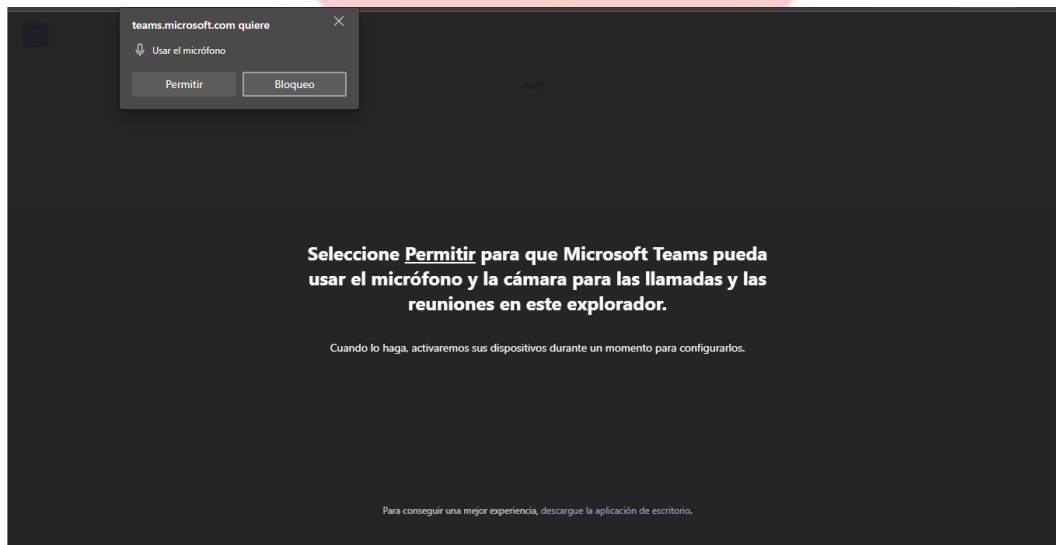 teams.microsoft.com quiere
Usar el micrófono
Permitir Bloqueo
Seleccione Permitir para que Microsoft Teams pueda
usar el micrófono y la cámara para las llamadas y las
reuniones en este explorador.
Cuando lo haga, activaremos sus dispositivos durante un momento para configurarlos.
Para conseguir una mejor experiencia, descargue la aplicación de escritorio.